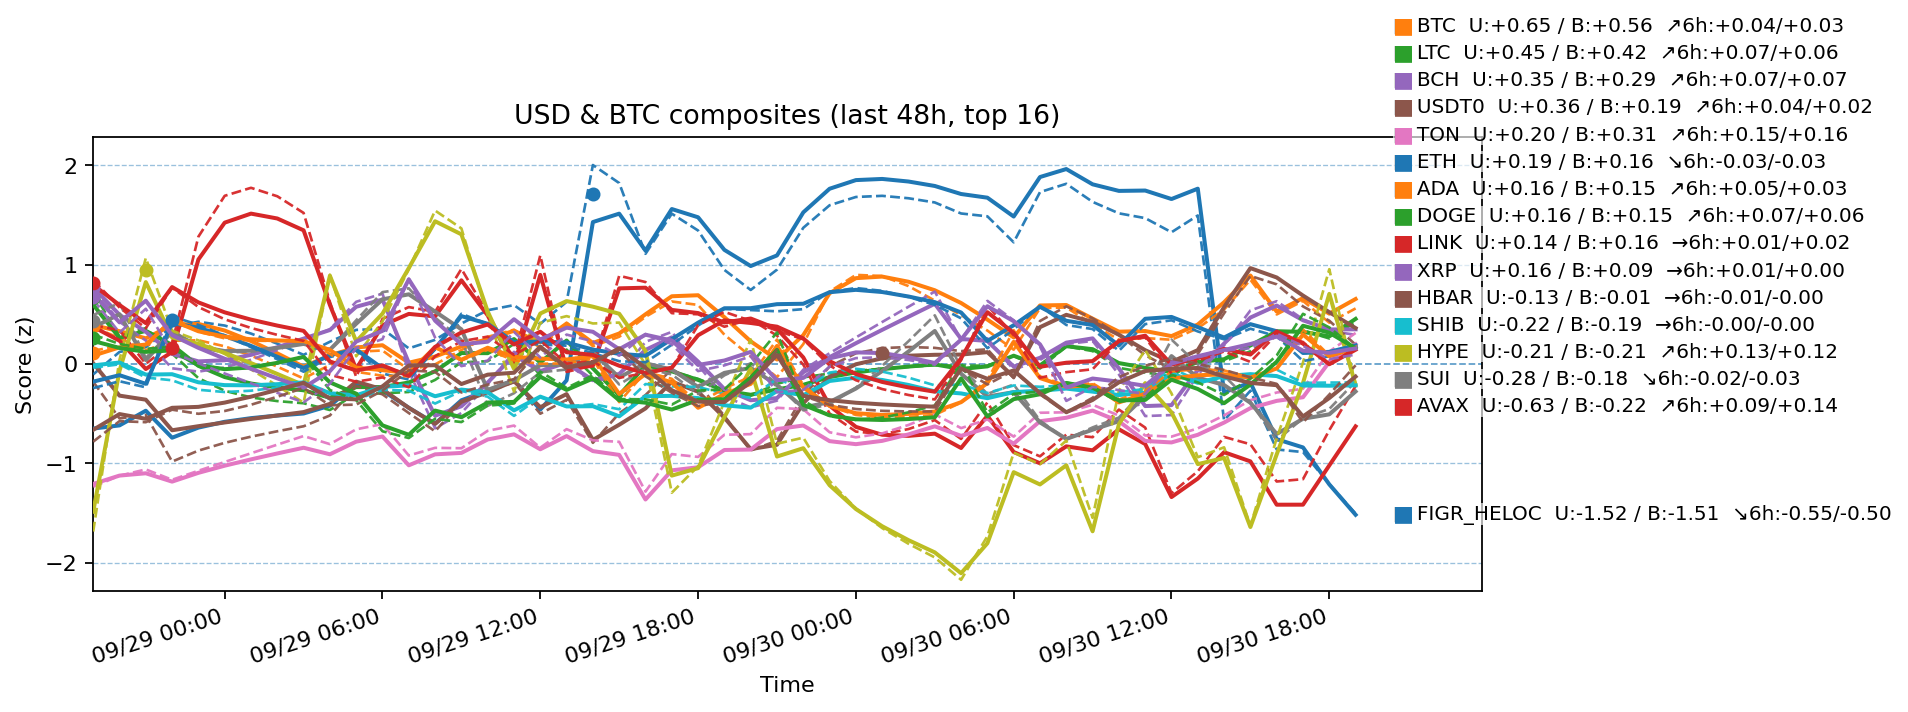 BTC  U:+0.65 / B:+0.56  ↗6h:+0.04/+0.03
LTC  U:+0.45 / B:+0.42  ↗6h:+0.07/+0.06
BCH  U:+0.35 / B:+0.29  ↗6h:+0.07/+0.07
USDT0  U:+0.36 / B:+0.19  ↗6h:+0.04/+0.02
TON  U:+0.20 / B:+0.31  ↗6h:+0.15/+0.16
ETH  U:+0.19 / B:+0.16  ↘6h:-0.03/-0.03
ADA  U:+0.16 / B:+0.15  ↗6h:+0.05/+0.03
DOGE  U:+0.16 / B:+0.15  ↗6h:+0.07/+0.06
LINK  U:+0.14 / B:+0.16  →6h:+0.01/+0.02
XRP  U:+0.16 / B:+0.09  →6h:+0.01/+0.00
HBAR  U:-0.13 / B:-0.01  →6h:-0.01/-0.00
SHIB  U:-0.22 / B:-0.19  →6h:-0.00/-0.00
HYPE  U:-0.21 / B:-0.21  ↗6h:+0.13/+0.12
SUI  U:-0.28 / B:-0.18  ↘6h:-0.02/-0.03
AVAX  U:-0.63 / B:-0.22  ↗6h:+0.09/+0.14
FIGR_HELOC  U:-1.52 / B:-1.51  ↘6h:-0.55/-0.50
USD & BTC composites (last 48h, top 16)
Score (z)
2
1
0
−1
−2
09/29 00:00
09/29 06:00
09/29 12:00
09/29 18:00
09/30 00:00
09/30 06:00
09/30 12:00
09/30 18:00
Time